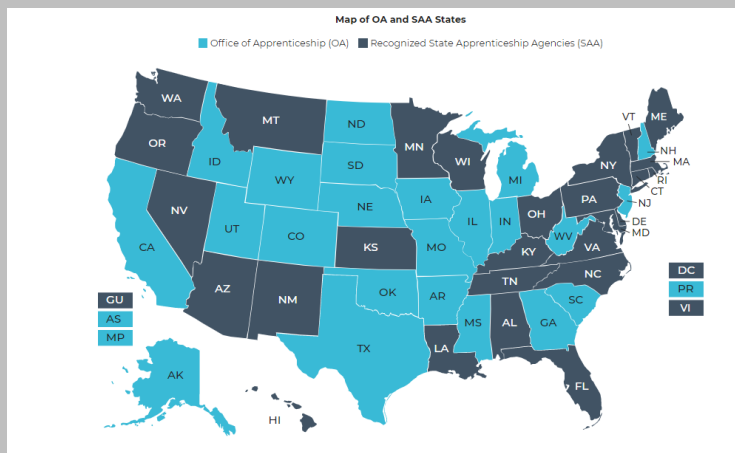 Map of OA and SAA States
Office of Apprenticeship (OA) Recognized State Apprenticeship Agencies (SAA)
WA
MT
ND
MN
VT
ME
OR
ID
SD
WI
NH
MA
NY
MI
RI
CT
WY
IA
NE
PA
NJ
NV
OH
IL
IN
DE
MD
UT
WV
CA
CO
MO
KS
VA
KY
NC
TN
DC
OK
AR
SC
PR
AZ
NM
GU
VI
AS
MS
AL
GA
MP
TX
LA
AK
FL
HI